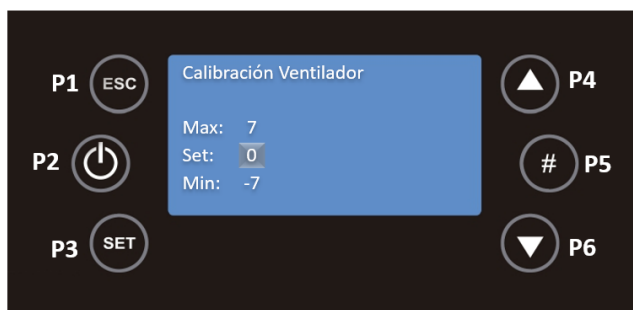 P1 ESC
P2
P3 SET
Calibración Ventilador
Max: 7
Set: 0
Min: -7
P4
# P5
P6